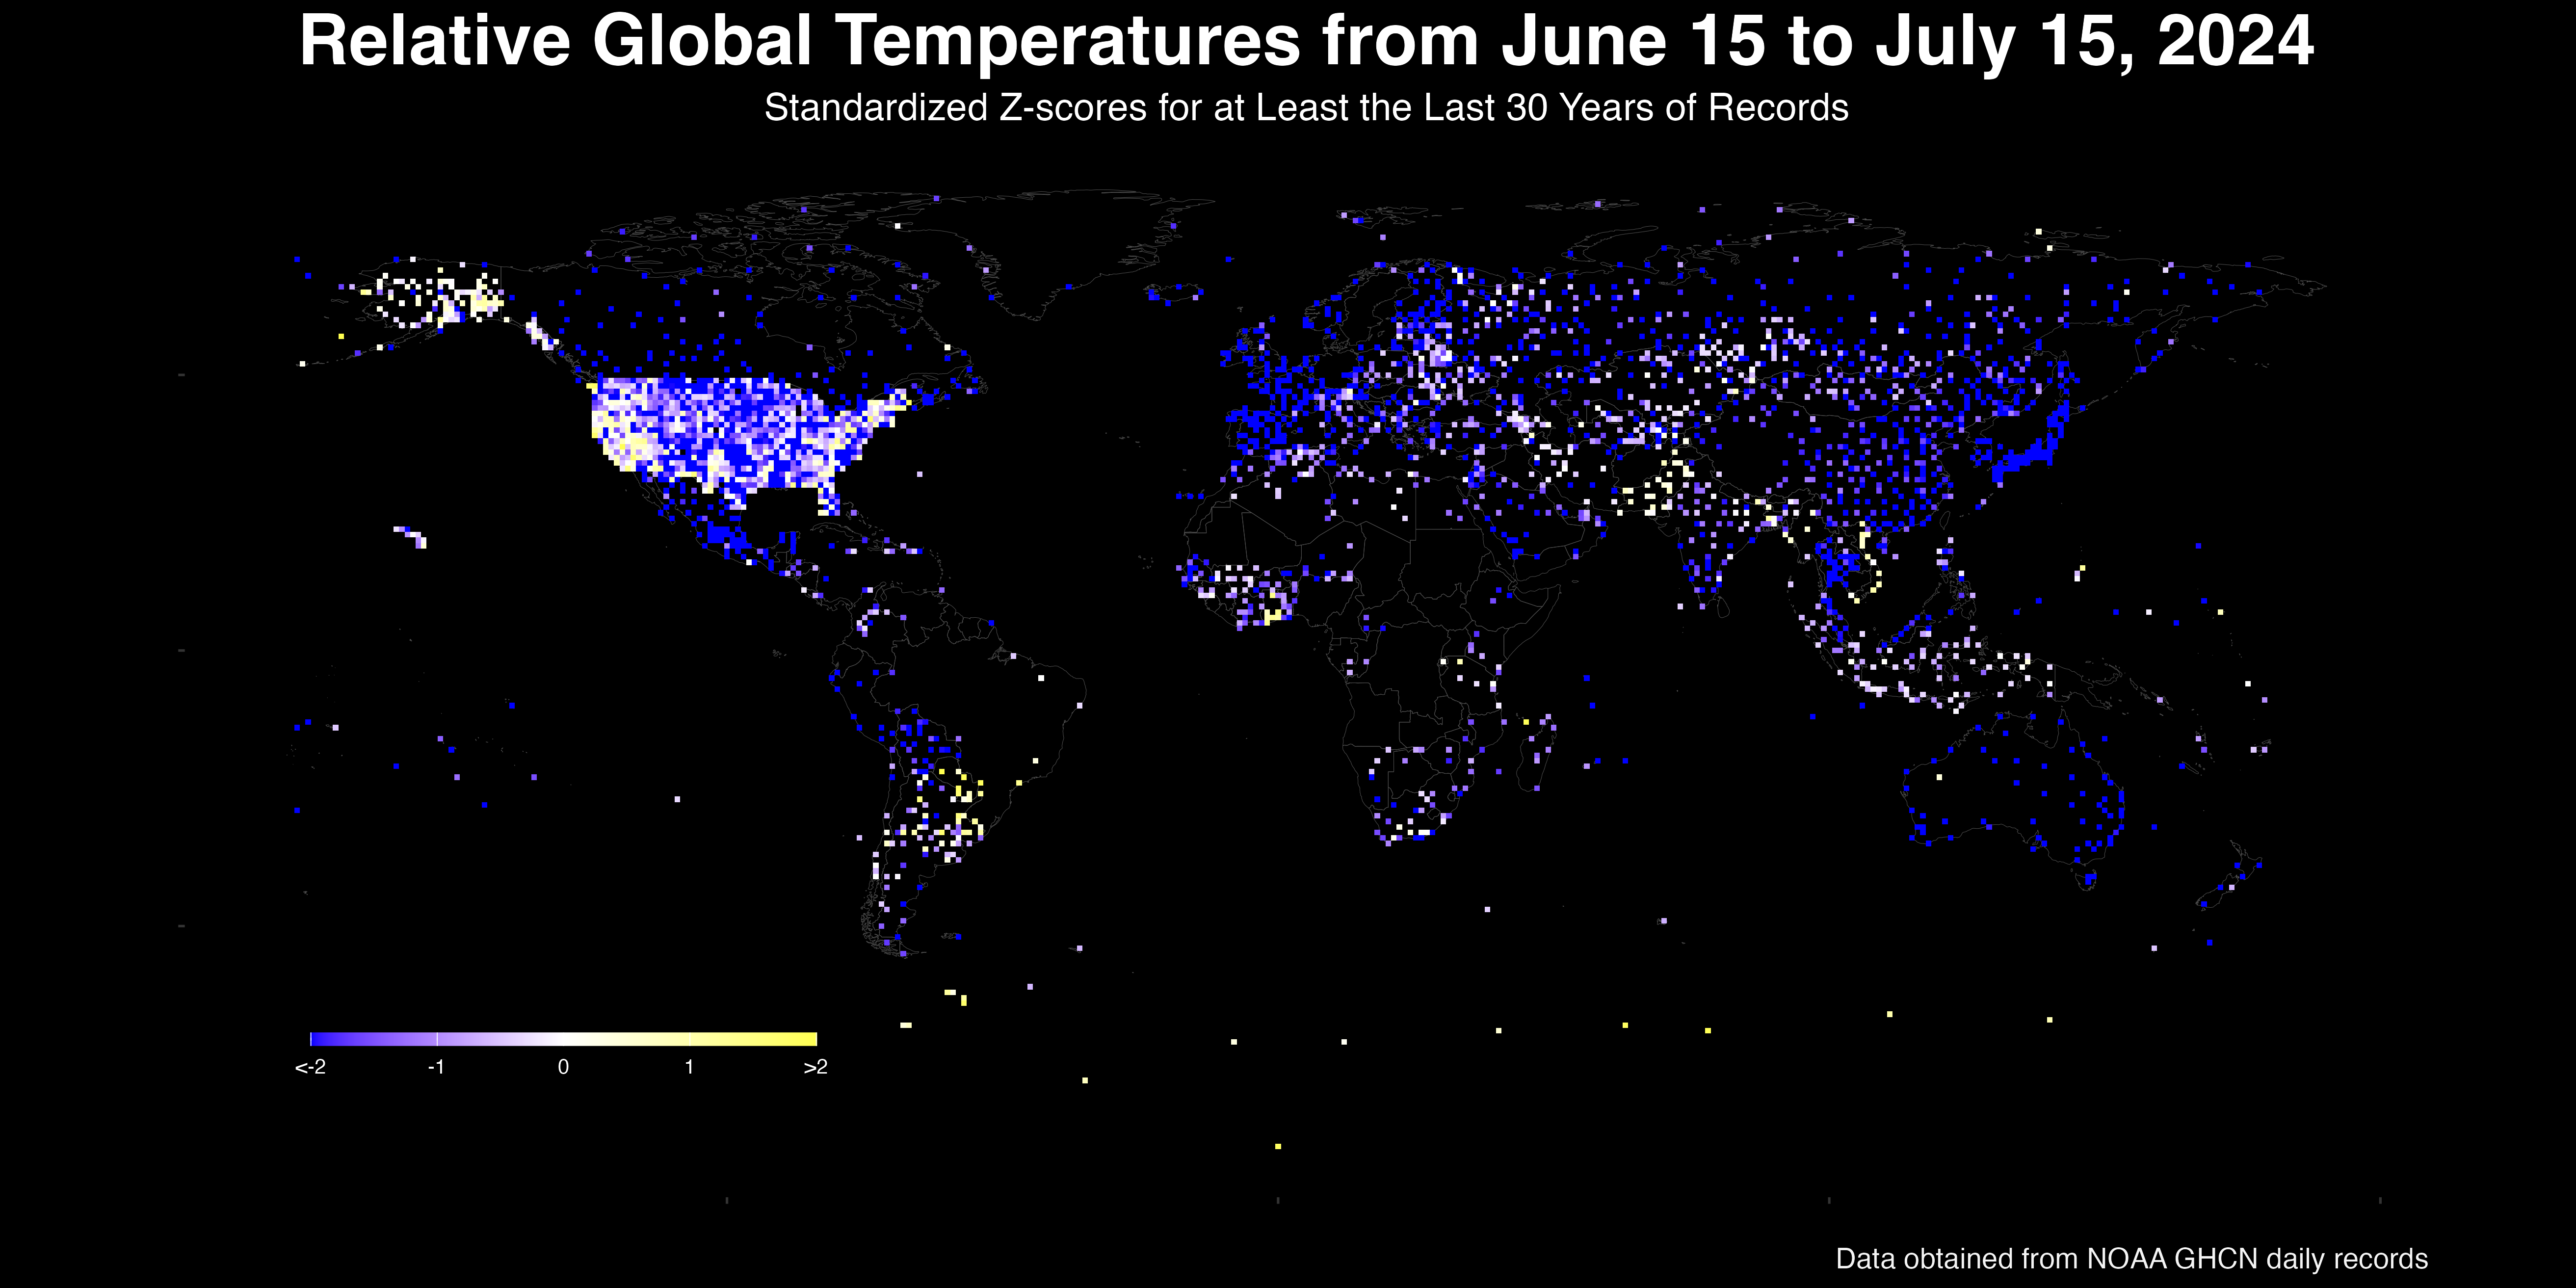 Relative Global Temperatures from June 15 to July 15, 2024
Standardized Z-scores for at Least the Last 30 Years of Records
<-2 -1 0 1 >2
Data obtained from NOAA GHCN daily records